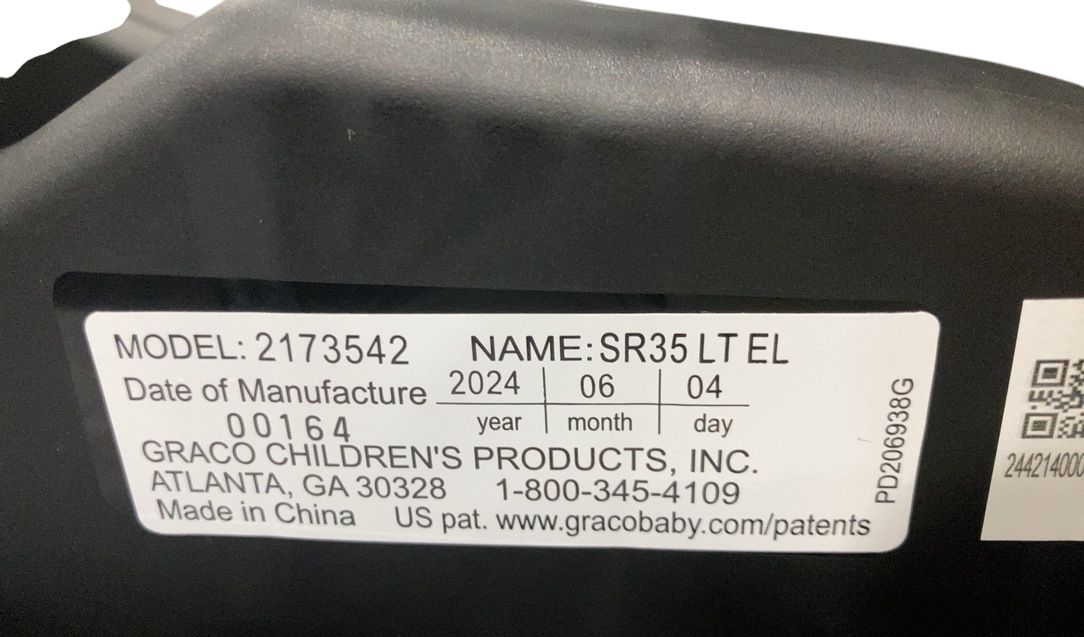 MODEL: 2173542 NAME: SR35 LT EL
Date of Manufacture 2024 06 04
year month day
00164
GRACO CHILDREN'S PRODUCTS, INC.
ATLANTA, GA 30328 1-800-345-4109
Made in China US pat. www.gracobaby.com/patents
PD206938G